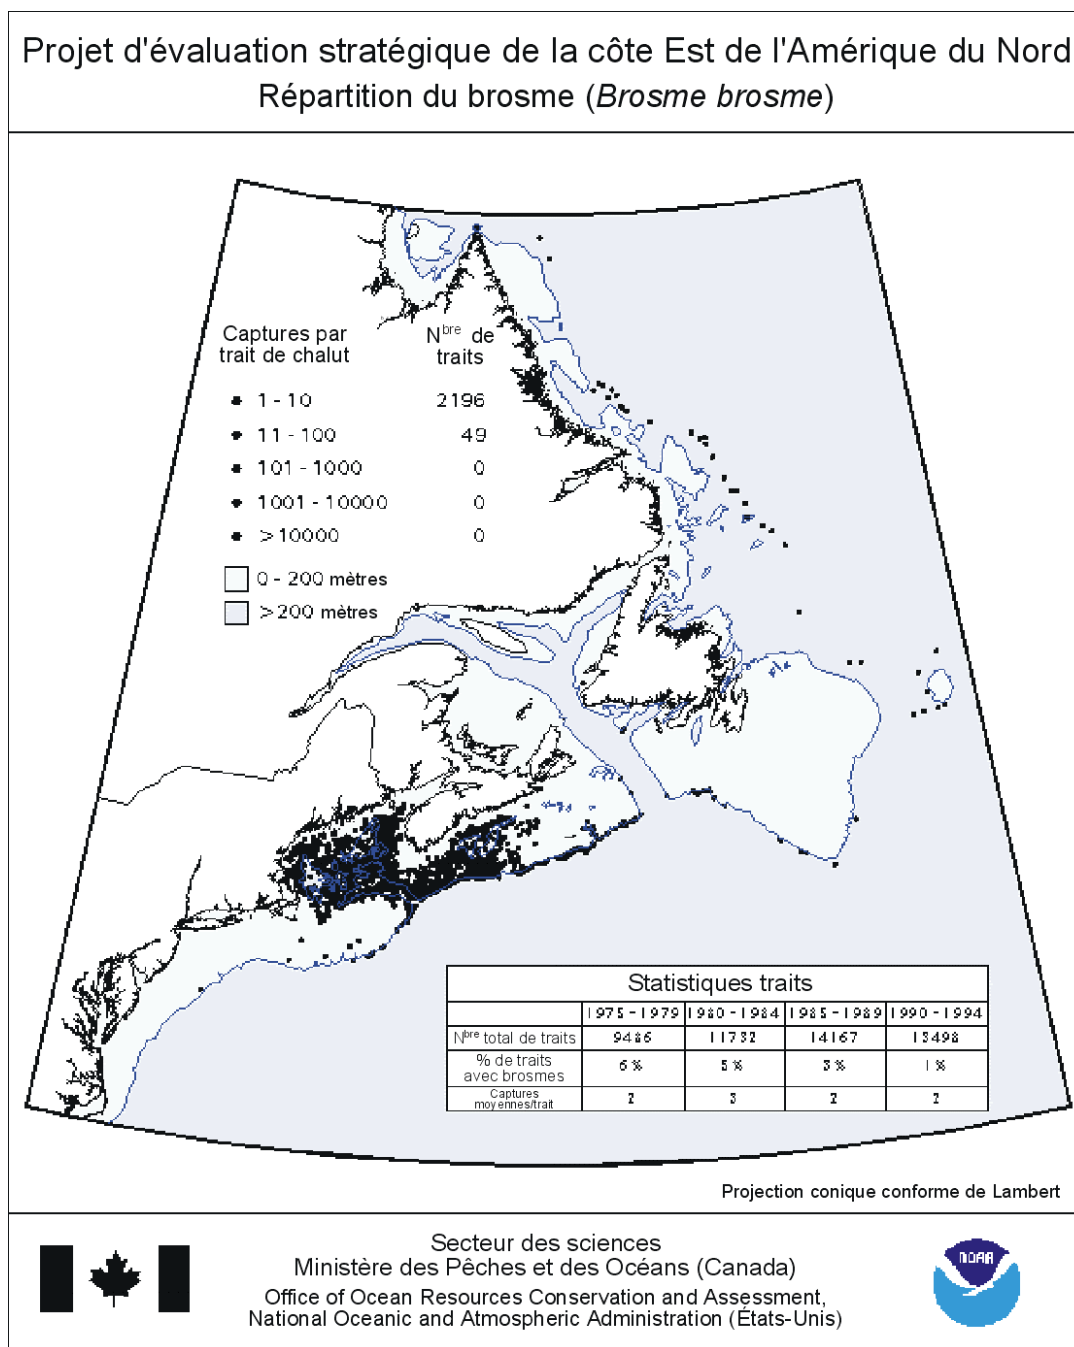 Projet d'évaluation stratégique de la côte Est de l'Amérique du Nord
Répartition du brosme (Brosme brosme)
Captures par trait de chalut
Nbre de traits
1 - 10 2196
11 - 100 49
101 - 1000 0
1001 - 10000 0
>10000 0
0 - 200 mètres
>200 mètres
Statistiques traits
1975 - 1979 1980 - 1984 1985 - 1989 1990 - 1994
Nbre total de traits 9486 11732 14167 13498
% de traits avec brosmes 6 % 5 % 3 % 1 %
Captures moyennes/trait 2 3 2 2
Projection conique conforme de Lambert
Secteur des sciences
Ministère des Pêches et des Océans (Canada)
Office of Ocean Resources Conservation and Assessment,
National Oceanic and Atmospheric Administration (États-Unis)
NOAA